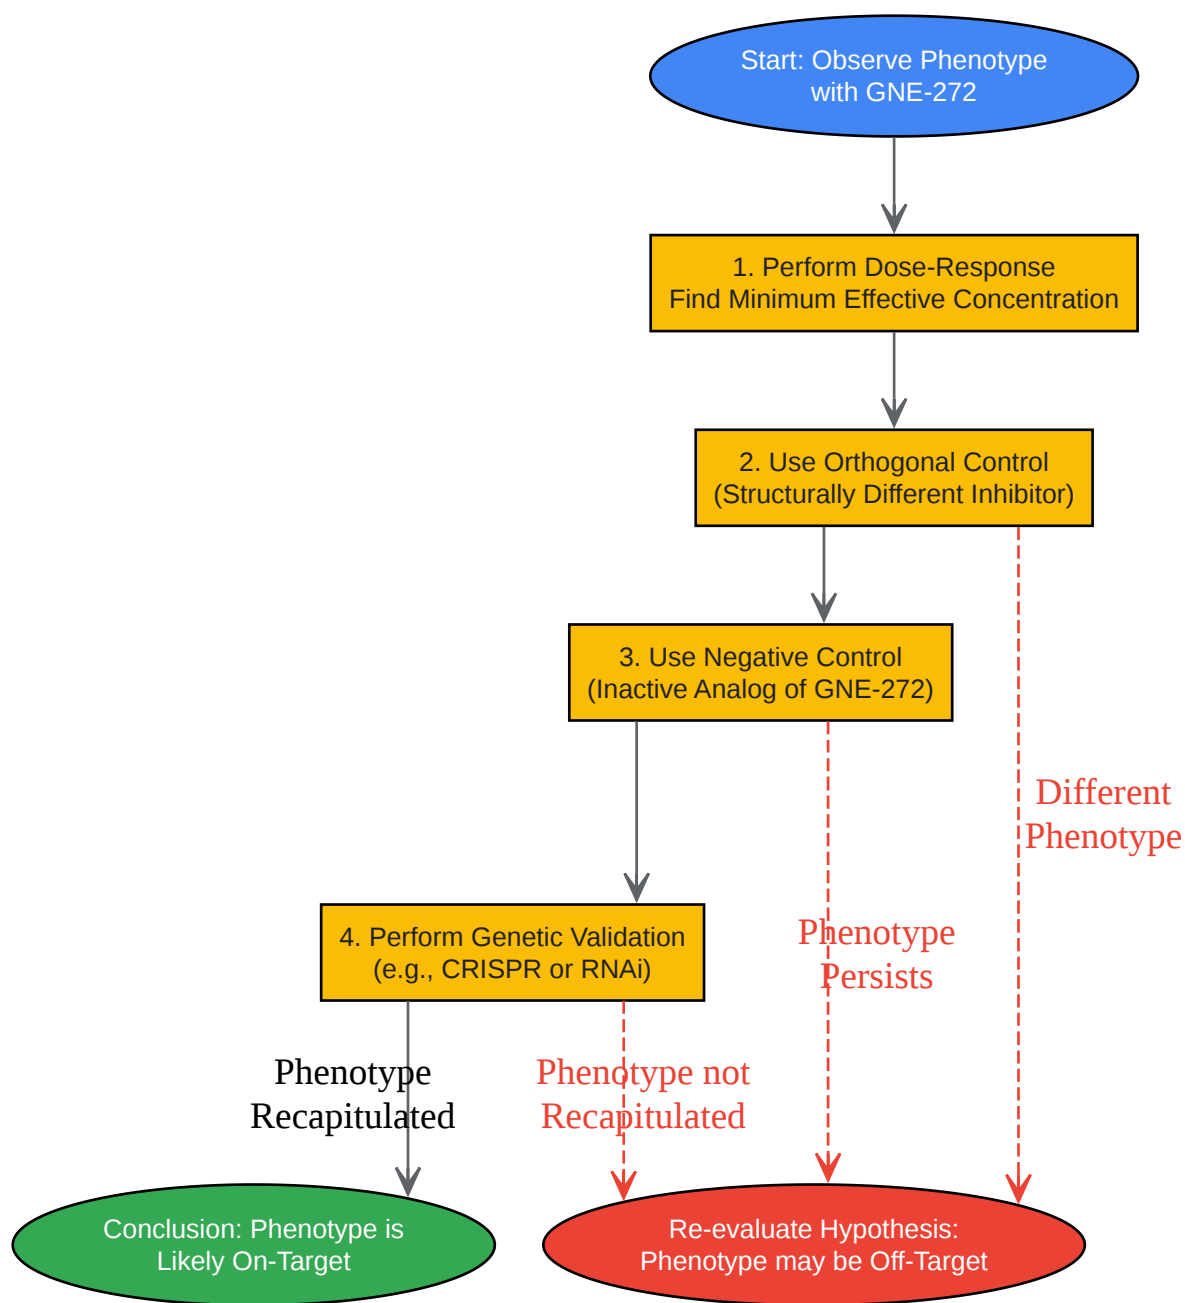 Start: Observe Phenotype
with GNE-272
1. Perform Dose-Response
Find Minimum Effective Concentration
2. Use Orthogonal Control
(Structurally Different Inhibitor)
3. Use Negative Control
(Inactive Analog of GNE-272)
Different
Phenotype
4. Perform Genetic Validation
(e.g., CRISPR or RNAi)
Phenotype
Persists
Phenotype
Recapitulated
Phenotype not
Recapitulated
Conclusion: Phenotype is
Likely On-Target
Re-evaluate Hypothesis:
Phenotype may be Off-Target